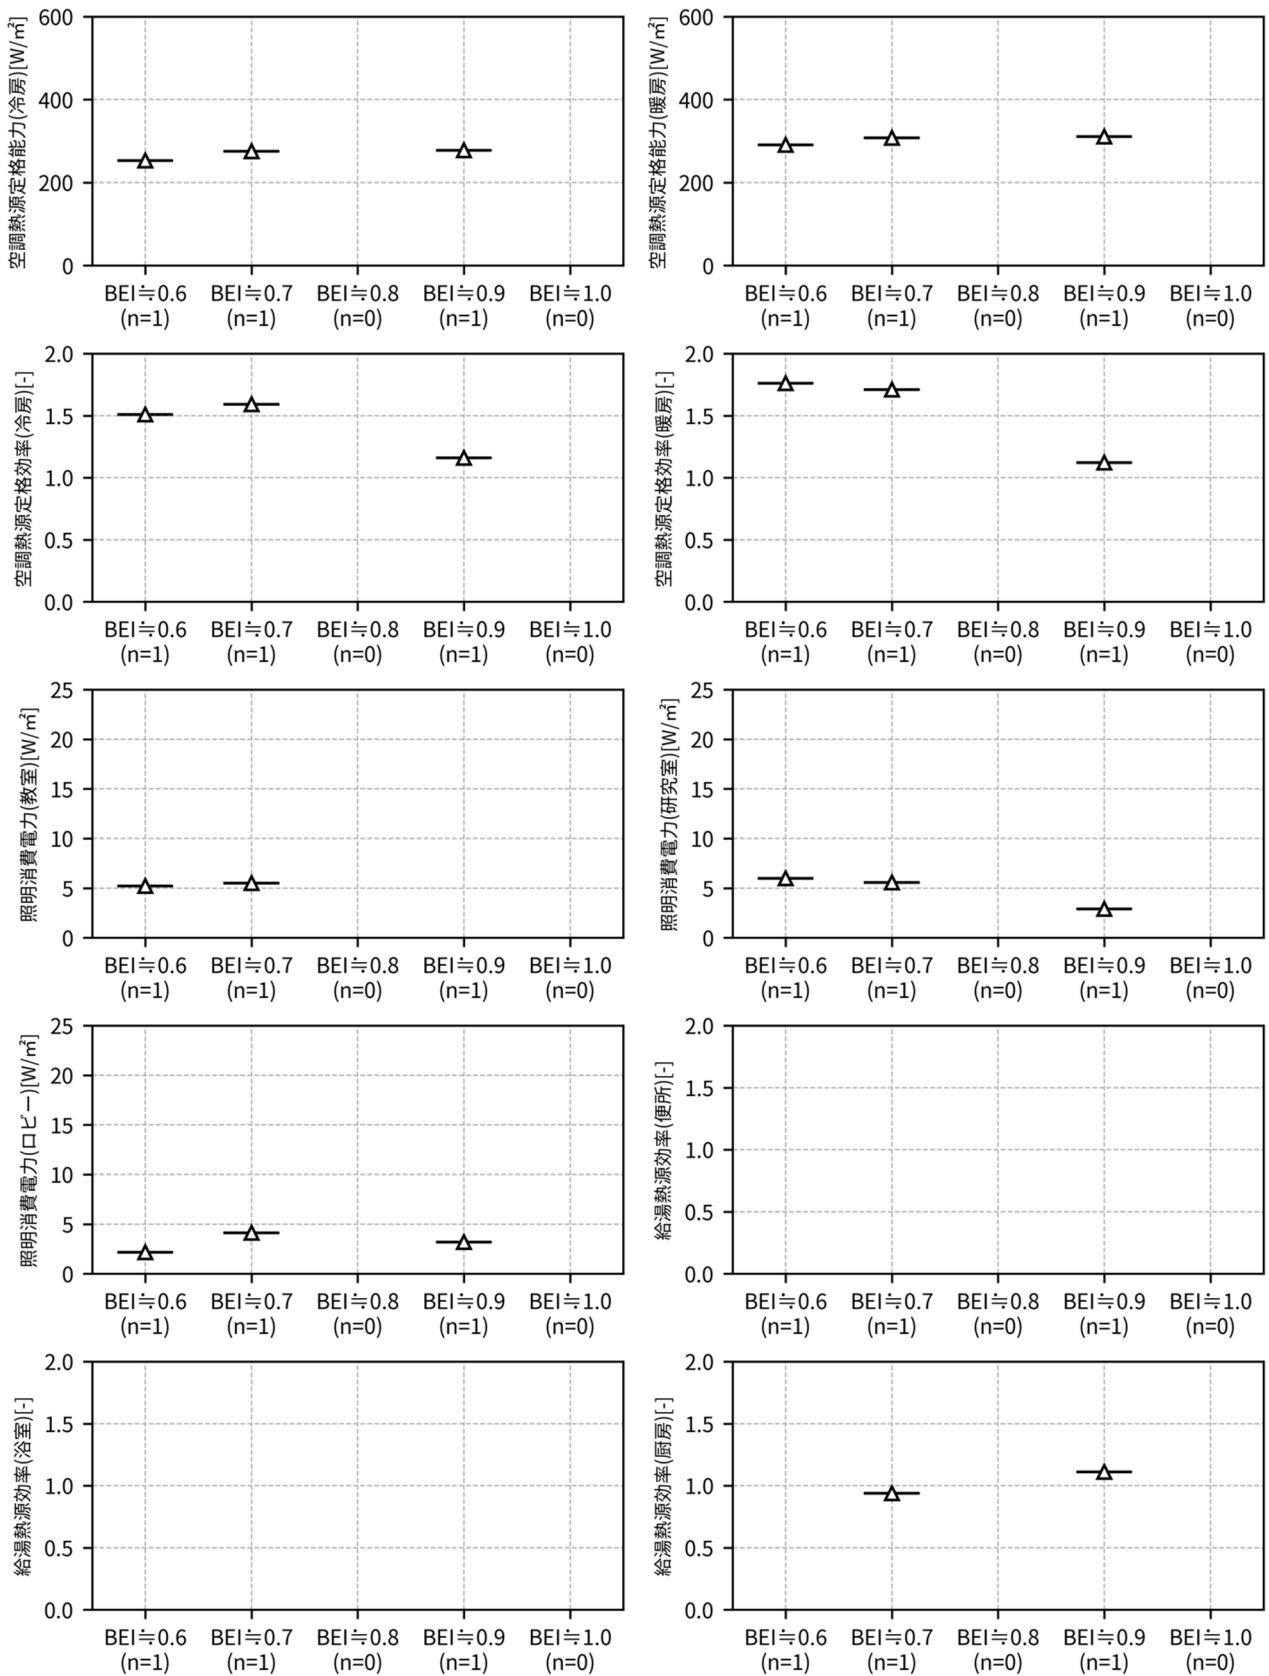 空調熱源定格能力(冷房)[W/㎡]
600
400
200
0
BEI≒0.6 BEI≒0.7 BEI≒0.8 BEI≒0.9 BEI≒1.0
(n=1) (n=1) (n=0) (n=1) (n=0)
空調熱源定格能力(暖房)[W/㎡]
600
400
200
0
BEI≒0.6 BEI≒0.7 BEI≒0.8 BEI≒0.9 BEI≒1.0
(n=1) (n=1) (n=0) (n=1) (n=0)
空調熱源定格効率(冷房)[-]
2.0
1.5
1.0
0.5
0.0
BEI≒0.6 BEI≒0.7 BEI≒0.8 BEI≒0.9 BEI≒1.0
(n=1) (n=1) (n=0) (n=1) (n=0)
空調熱源定格効率(暖房)[-]
2.0
1.5
1.0
0.5
0.0
BEI≒0.6 BEI≒0.7 BEI≒0.8 BEI≒0.9 BEI≒1.0
(n=1) (n=1) (n=0) (n=1) (n=0)
照明消費電力(教室)[W/㎡]
25
20
15
10
5
0
BEI≒0.6 BEI≒0.7 BEI≒0.8 BEI≒0.9 BEI≒1.0
(n=1) (n=1) (n=0) (n=1) (n=0)
照明消費電力(研究室)[W/㎡]
25
20
15
10
5
0
BEI≒0.6 BEI≒0.7 BEI≒0.8 BEI≒0.9 BEI≒1.0
(n=1) (n=1) (n=0) (n=1) (n=0)
照明消費電力(ロビー)[W/㎡]
25
20
15
10
5
0
BEI≒0.6 BEI≒0.7 BEI≒0.8 BEI≒0.9 BEI≒1.0
(n=1) (n=1) (n=0) (n=1) (n=0)
給湯熱源効率(便所)[-]
2.0
1.5
1.0
0.5
0.0
BEI≒0.6 BEI≒0.7 BEI≒0.8 BEI≒0.9 BEI≒1.0
(n=1) (n=1) (n=0) (n=1) (n=0)
給湯熱源効率(浴室)[-]
2.0
1.5
1.0
0.5
0.0
BEI≒0.6 BEI≒0.7 BEI≒0.8 BEI≒0.9 BEI≒1.0
(n=1) (n=1) (n=0) (n=1) (n=0)
給湯熱源効率(厨房)[-]
2.0
1.5
1.0
0.5
0.0
BEI≒0.6 BEI≒0.7 BEI≒0.8 BEI≒0.9 BEI≒1.0
(n=1) (n=1) (n=0) (n=1) (n=0)